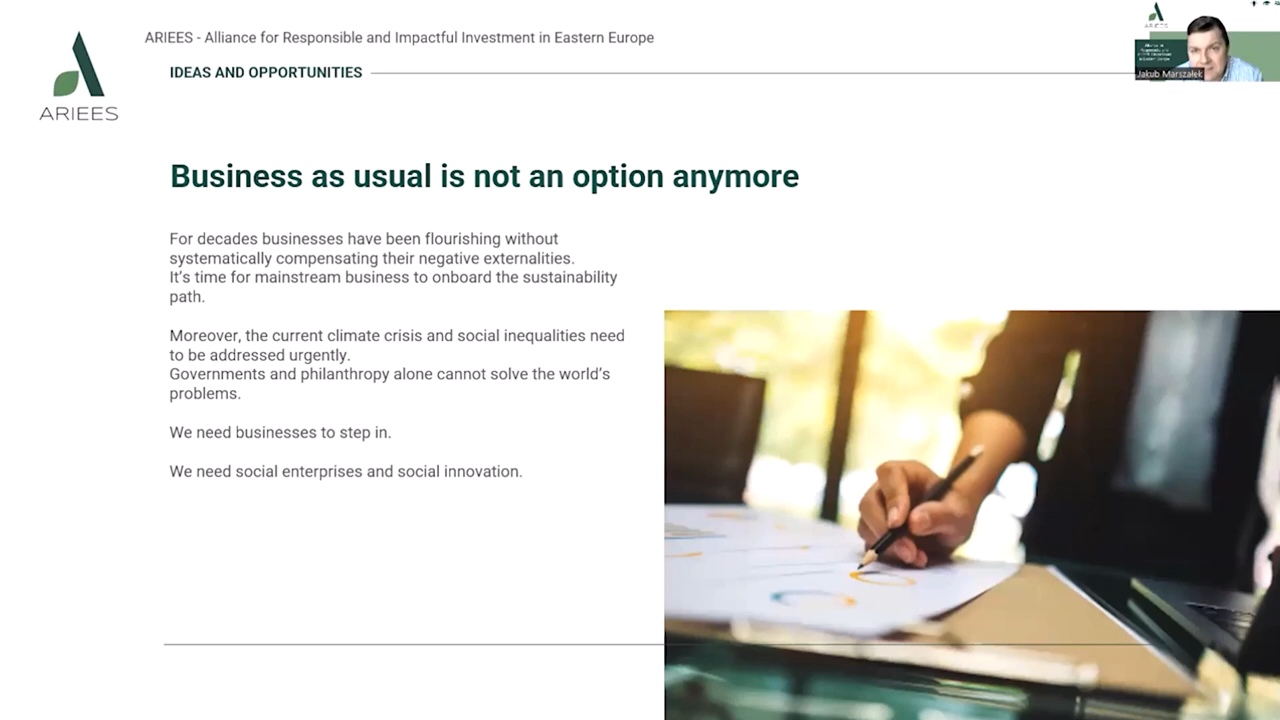 ARIEES - Alliance for Responsible and Impactful Investment in Eastern Europe
IDEAS AND OPPORTUNITIES
ARIEES
Jakub Marszałek
Business as usual is not an option anymore
For decades businesses have been flourishing without
systematically compensating their negative externalities.
It’s time for mainstream business to onboard the sustainability
path.
Moreover, the current climate crisis and social inequalities need
to be addressed urgently.
Governments and philanthropy alone cannot solve the world’s
problems.
We need businesses to step in.
We need social enterprises and social innovation.